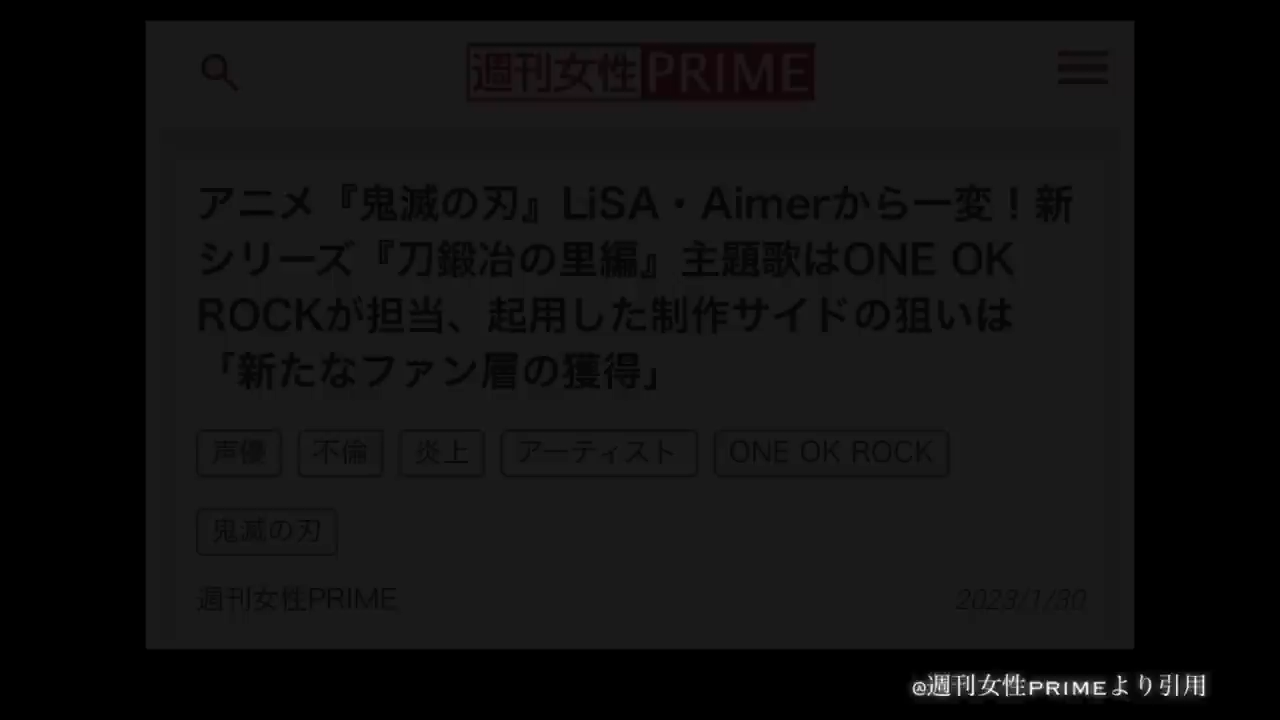 週刊女性PRIME
アニメ『鬼滅の刃』LiSA・Aimerから一変！新
シリーズ『刀鍛冶の里編』主題歌はONE OK
ROCKが担当、起用した制作サイドの狙いは
「新たなファン層の獲得」
声優 不倫 炎上 アーティスト ONE OK ROCK
鬼滅の刃
週刊女性PRIME 2023/1/30
@週刊女性PRIMEより引用